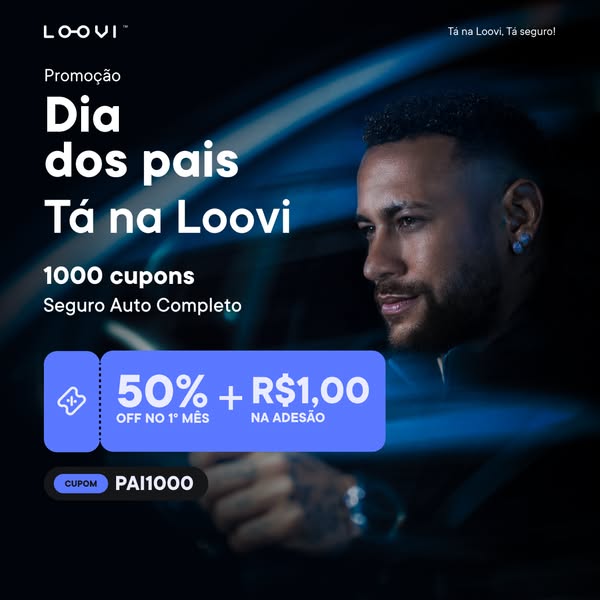 LOOVI™
Tá na Loovi, Tá seguro!
Promoção
Dia
dos pais
Tá na Loovi
1000 cupons
Seguro Auto Completo
50% + R$1,00
OFF NO 1º MÊS NA ADESÃO
CUPOM PAI1000